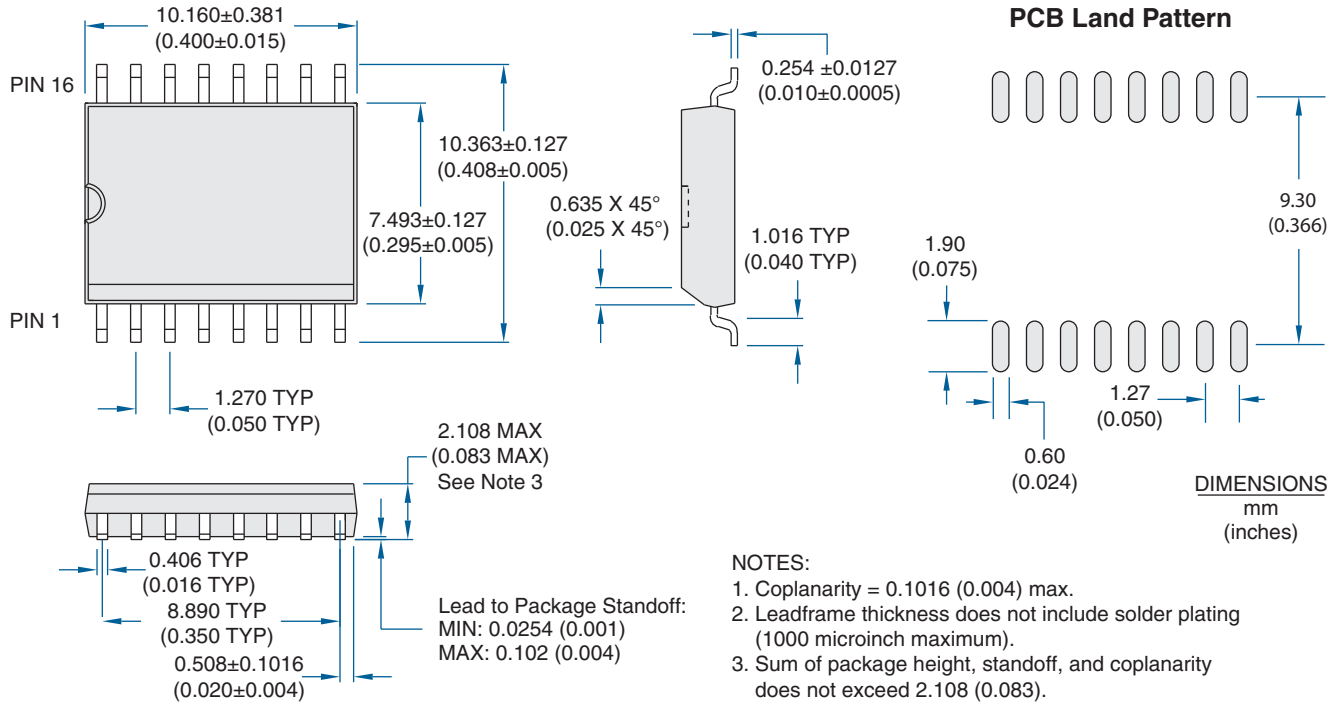 10.160±0.381
(0.400±0.015)
PIN 16
10.363±0.127
(0.408±0.005)
7.493±0.127
(0.295±0.005)
PIN 1
1.270 TYP
(0.050 TYP)
0.254 ±0.0127
(0.010±0.0005)
0.635 X 45°
(0.025 X 45°)
1.016 TYP
(0.040 TYP)
PCB Land Pattern
9.30
(0.366)
1.90
(0.075)
1.27
(0.050)
0.60
(0.024)
DIMENSIONS
mm
(inches)
2.108 MAX
(0.083 MAX)
See Note 3
0.406 TYP
(0.016 TYP)
8.890 TYP
(0.350 TYP)
0.508±0.1016
(0.020±0.004)
Lead to Package Standoff:
MIN: 0.0254 (0.001)
MAX: 0.102 (0.004)
NOTES:
1. Coplanarity = 0.1016 (0.004) max.
2. Leadframe thickness does not include solder plating
(1000 microinch maximum).
3. Sum of package height, standoff, and coplanarity
does not exceed 2.108 (0.083).